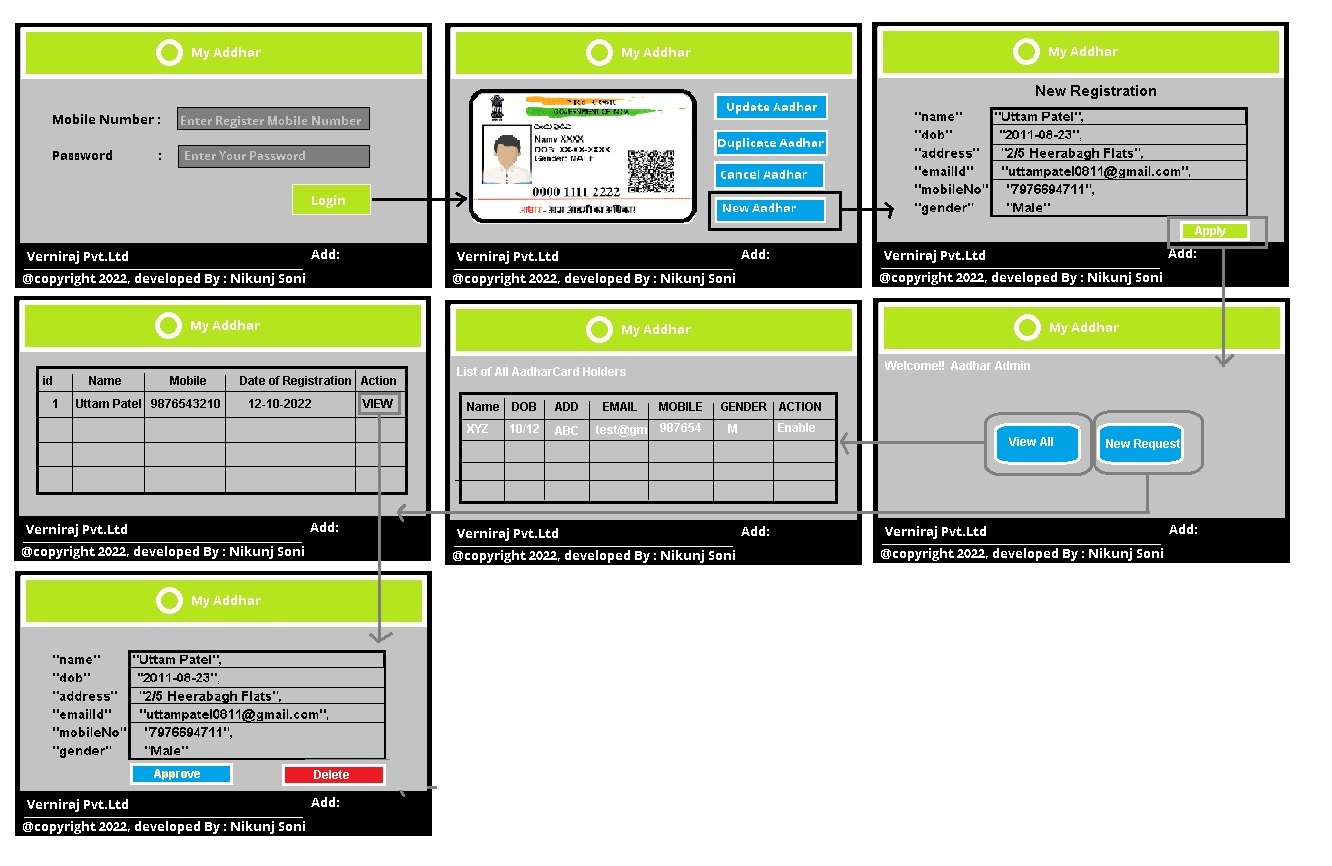 My Addhar
Mobile Number : Enter Register Mobile Number
Password : Enter Your Password
Login
Verniraj Pvt.Ltd Add:
@copyright 2022, developed By : Nikunj Soni
My Addhar
GOVERNMENT OF INDIA
Name XXXX
DOB: XX-XX-XXXX
Gender: MALE
0000 1111 2222
Update Aadhar
Duplicate Aadhar
Cancel Aadhar
New Aadhar
Verniraj Pvt.Ltd Add:
@copyright 2022, developed By : Nikunj Soni
My Addhar
New Registration
"name" "Uttam Patel",
"dob" "2011-08-23",
"address" "2/5 Heerabagh Flats",
"emailId" "uttampatel0811@gmail.com",
"mobileNo" "7976694711",
"gender" "Male"
Apply
Verniraj Pvt.Ltd Add:
@copyright 2022, developed By : Nikunj Soni
My Addhar
id Name Mobile Date of Registration Action
1 Uttam Patel 9876543210 12-10-2022 VIEW
Verniraj Pvt.Ltd Add:
@copyright 2022, developed By : Nikunj Soni
My Addhar
List of All AadharCard Holders
Name DOB ADD EMAIL MOBILE GENDER ACTION
XYZ 10/12 ABC test@gm 987654 M Enable
Verniraj Pvt.Ltd Add:
@copyright 2022, developed By : Nikunj Soni
My Addhar
Welcome!! Aadhar Admin
View All
New Request
Verniraj Pvt.Ltd Add:
@copyright 2022, developed By : Nikunj Soni
My Addhar
"name" "Uttam Patel",
"dob" "2011-08-23",
"address" "2/5 Heerabagh Flats",
"emailId" "uttampatel0811@gmail.com",
"mobileNo" "7976694711",
"gender" "Male"
Approve Delete
Verniraj Pvt.Ltd Add:
@copyright 2022, developed By : Nikunj Soni